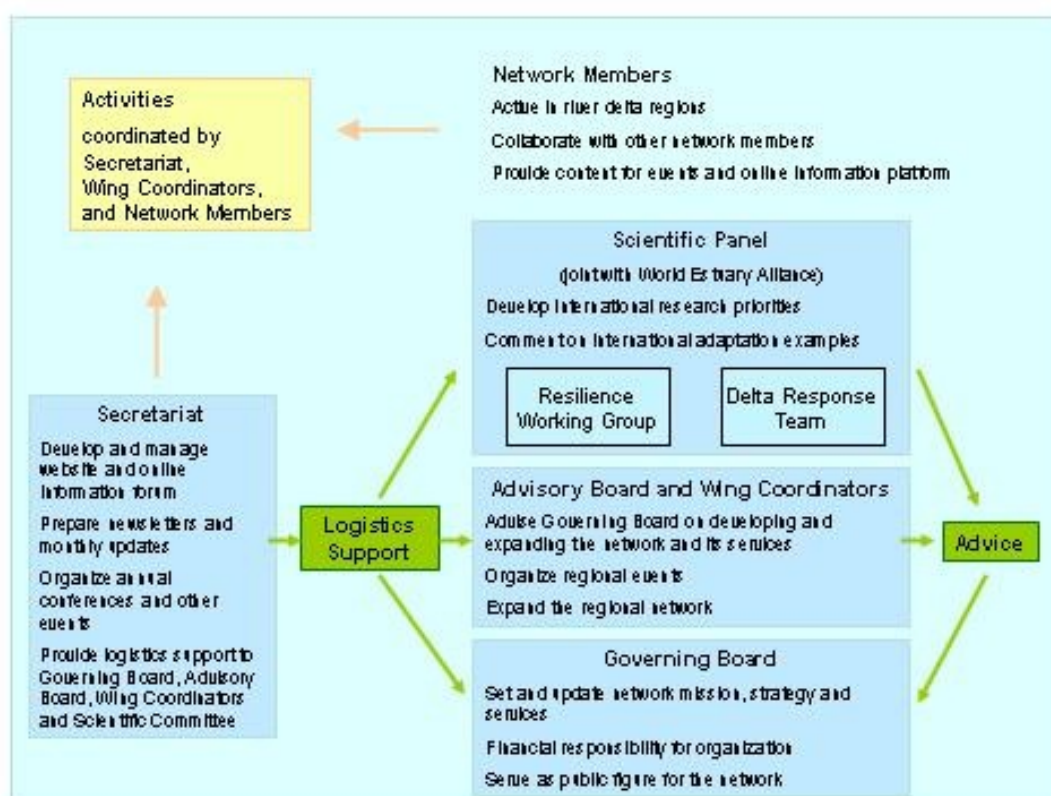 Activities
coordinated by
Secretariat,
Wing Coordinators,
and Network Members
Network Members
Active in river delta regions
Collaborate with other network members
Provide content for events and online information platform
Scientific Panel
(joint with World Estuary Alliance)
Develop international research priorities
Comment on international adaptation examples
Resilience
Working Group
Delta Response
Team
Secretariat
Develop and manage
website and online
information forum
Prepare newsletters and
monthly updates
Organize annual
conferences and other
events
Provide logistics support to
Governing Board, Advisory
Board, Wing Coordinators
and Scientific Committee
Logistics
Support
Advisory Board and Wing Coordinators
Advise Governing Board on developing and
expanding the network and its services
Organize regional events
Expand the regional network
Advice
Governing Board
Set and update network mission, strategy and
services
Financial responsibility for organization
Serve as public figure for the network